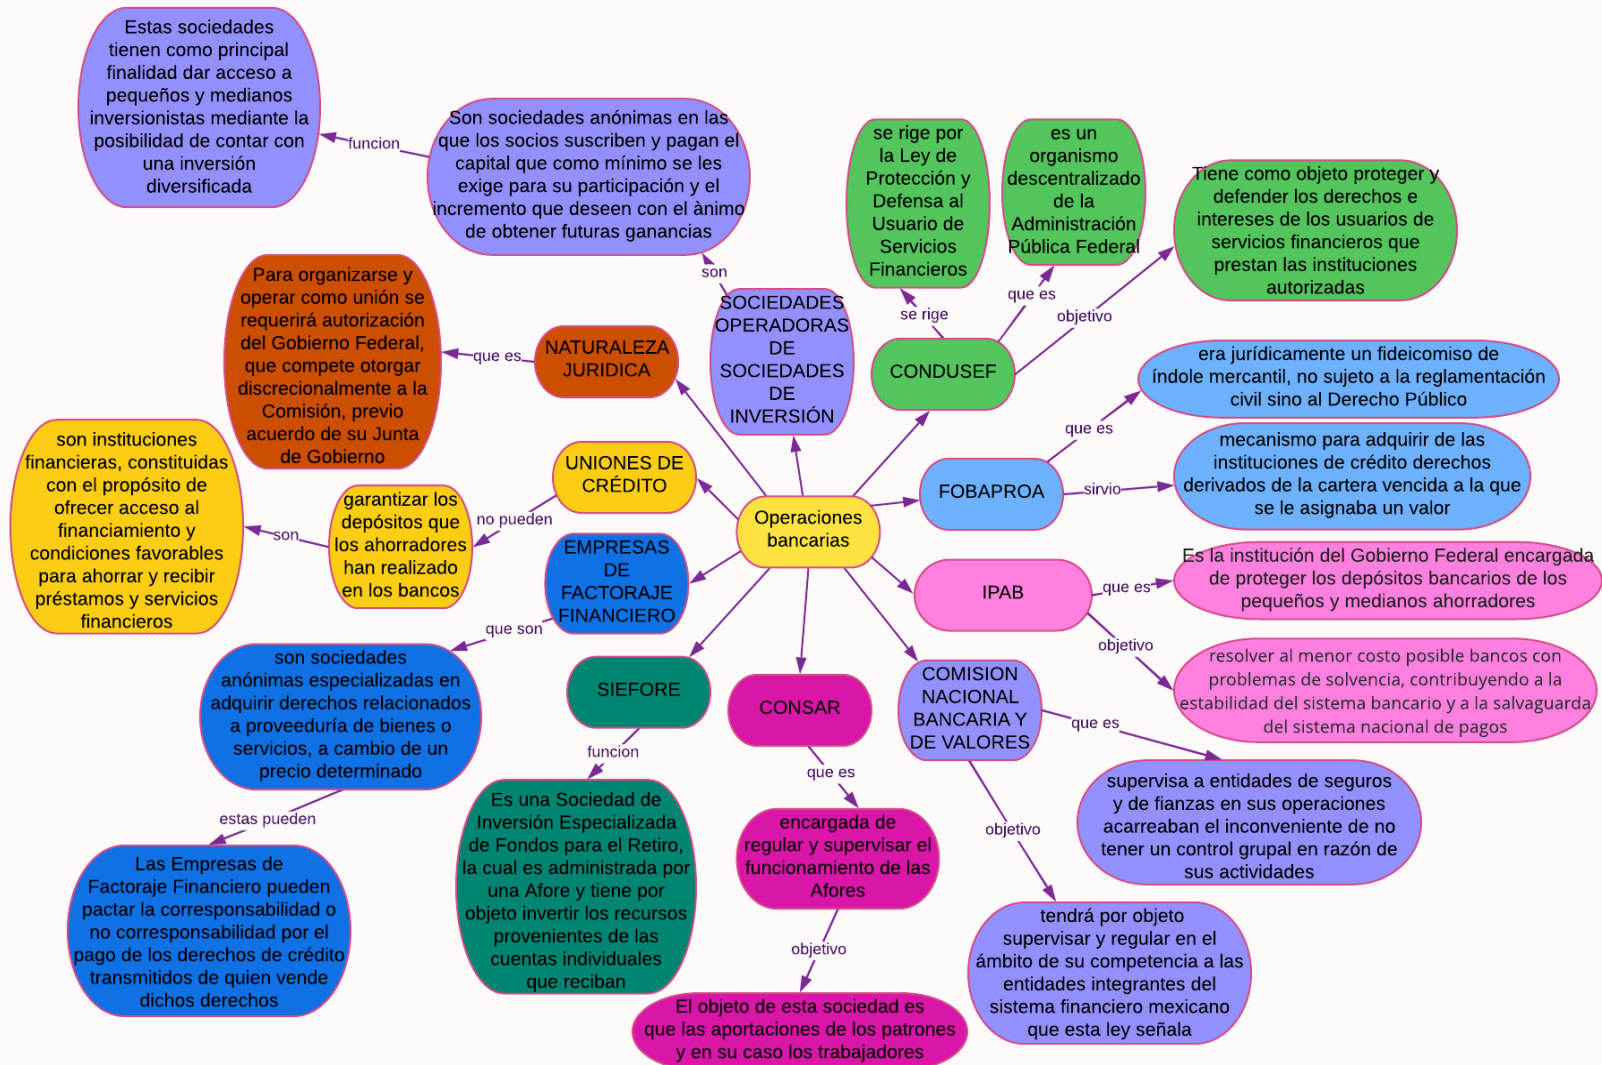 Estas sociedades
tienen como principal
finalidad dar acceso a
pequeños y medianos
inversionistas mediante la
posibilidad de contar con
una inversión
diversificada
funcion
Son sociedades anónimas en las
que los socios suscriben y pagan el
capital que como mínimo se les
exige para su participación y el
incremento que deseen con el ànimo
de obtener futuras ganancias
son
SOCIEDADES
OPERADORAS
DE
SOCIEDADES
DE
INVERSIÓN
se rige por
la Ley de
Protección y
Defensa al
Usuario de
Servicios
Financieros
se rige
es un
organismo
descentralizado
de la
Administración
Pública Federal
que es
Tiene como objeto proteger y
defender los derechos e
intereses de los usuarios de
servicios financieros que
prestan las instituciones
autorizadas
objetivo
CONDUSEF
Para organizarse y
operar como unión se
requerirá autorización
del Gobierno Federal,
que compete otorgar
discrecionalmente a la
Comisión, previo
acuerdo de su Junta
de Gobierno
que es
NATURALEZA
JURIDICA
era jurídicamente un fideicomiso de
índole mercantil, no sujeto a la reglamentación
civil sino al Derecho Público
que es
mecanismo para adquirir de las
instituciones de crédito derechos
derivados de la cartera vencida a la que
se le asignaba un valor
sirvio
FOBAPROA
son instituciones
financieras, constituidas
con el propósito de
ofrecer acceso al
financiamiento y
condiciones favorables
para ahorrar y recibir
préstamos y servicios
financieros
son
garantizar los
depósitos que
los ahorradores
han realizado
en los bancos
no pueden
UNIONES DE
CRÉDITO
Operaciones
bancarias
EMPRESAS
DE
FACTORAJE
FINANCIERO
que son
son sociedades
anónimas especializadas en
adquirir derechos relacionados
a proveeduría de bienes o
servicios, a cambio de un
precio determinado
estas pueden
Las Empresas de
Factoraje Financiero pueden
pactar la corresponsabilidad o
no corresponsabilidad por el
pago de los derechos de crédito
transmitidos de quien vende
dichos derechos
IPAB
que es
Es la institución del Gobierno Federal encargada
de proteger los depósitos bancarios de los
pequeños y medianos ahorradores
objetivo
resolver al menor costo posible bancos con
problemas de solvencia, contribuyendo a la
estabilidad del sistema bancario y a la salvaguarda
del sistema nacional de pagos
SIEFORE
funcion
Es una Sociedad de
Inversión Especializada
de Fondos para el Retiro,
la cual es administrada por
una Afore y tiene por
objeto invertir los recursos
provenientes de las
cuentas individuales
que reciban
CONSAR
que es
encargada de
regular y supervisar el
funcionamiento de las
Afores
objetivo
El objeto de esta sociedad es
que las aportaciones de los patrones
y en su caso los trabajadores
COMISION
NACIONAL
BANCARIA Y
DE VALORES
que es
supervisa a entidades de seguros
y de fianzas en sus operaciones
acarreaban el inconveniente de no
tener un control grupal en razón de
sus actividades
objetivo
tendrá por objeto
supervisar y regular en el
ámbito de su competencia a las
entidades integrantes del
sistema financiero mexicano
que esta ley señala